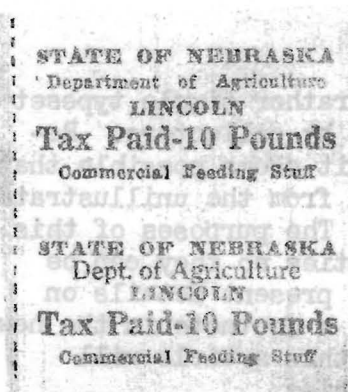 STATE OF NEBRASKA
Department of Agriculture
LINCOLN
Tax Paid-10 Pounds
Commercial Feeding Stuff
STATE OF NEBRASKA
Dept. of Agriculture
LINCOLN
Tax Paid-10 Pounds
Commercial Feeding Stuff